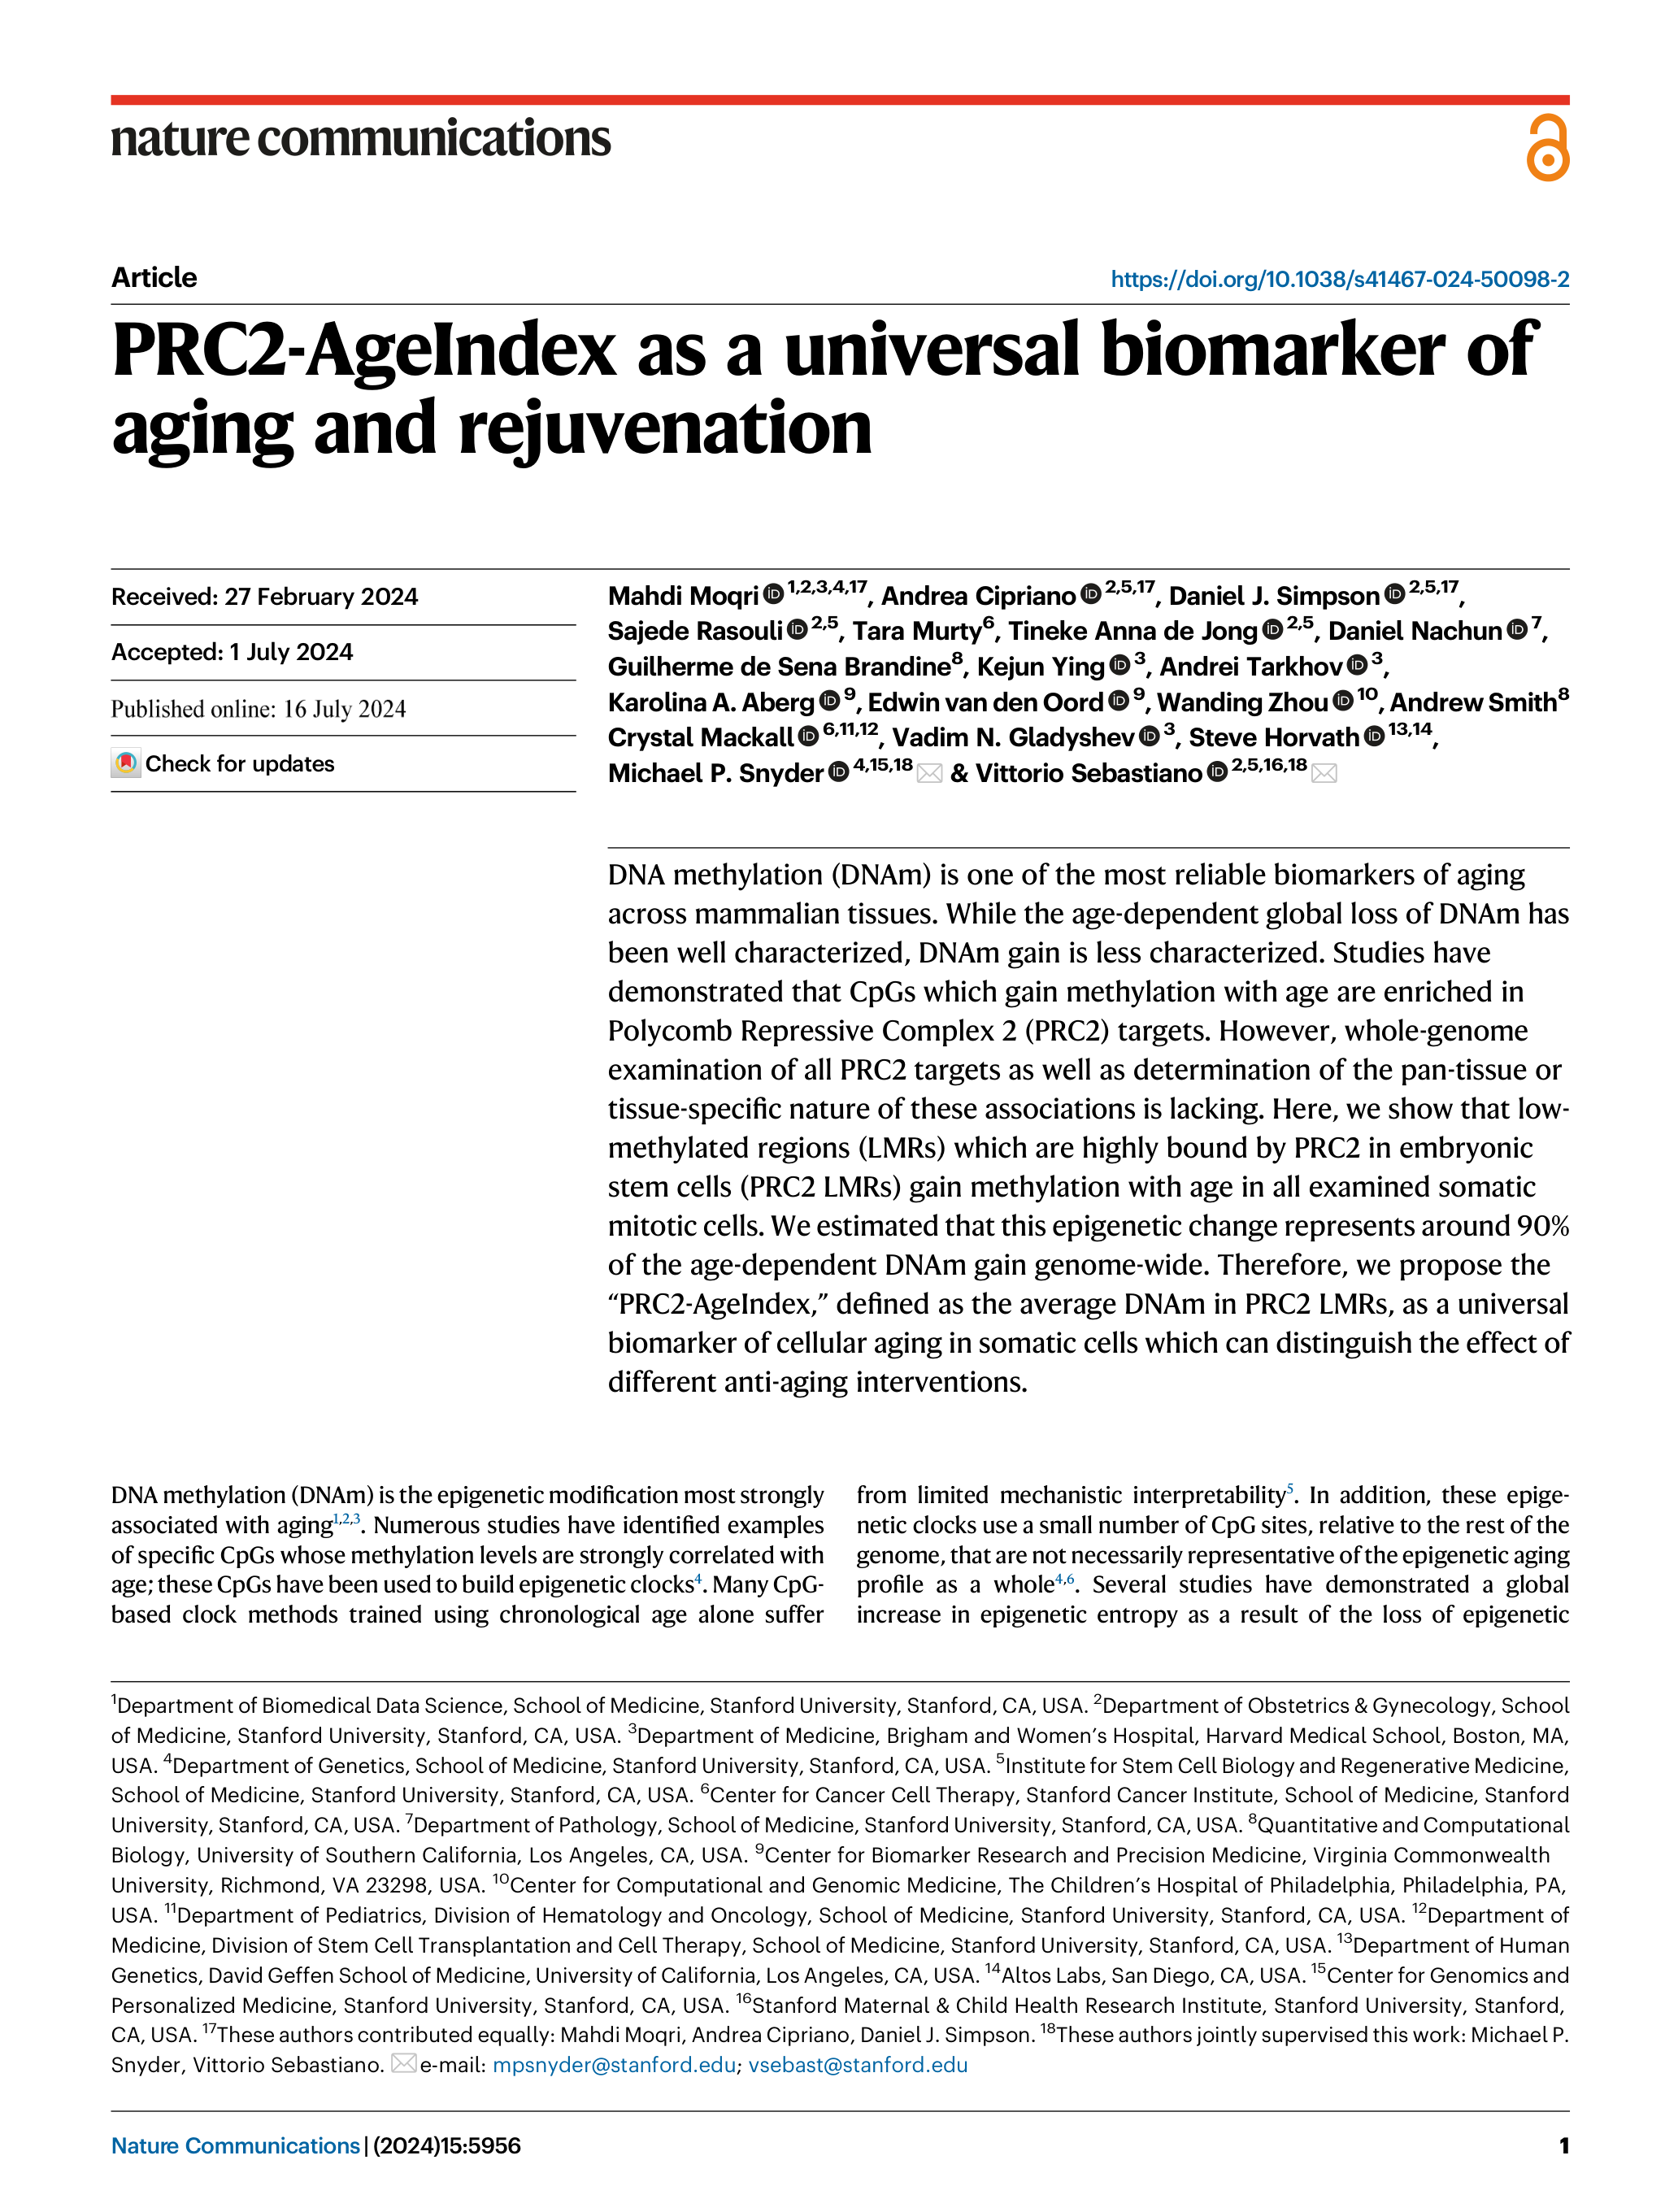 nature communications
Article
https://doi.org/10.1038/s41467-024-50098-2
PRC2-AgeIndex as a universal biomarker of
aging and rejuvenation
Received: 27 February 2024
Accepted: 1 July 2024
Published online: 16 July 2024
Check for updates
Mahdi Moqri 1,2,3,4,17, Andrea Cipriano 2,5,17, Daniel J. Simpson 2,5,17,
Sajede Rasouli 2,5, Tara Murty6, Tineke Anna de Jong 2,5, Daniel Nachun 7,
Guilherme de Sena Brandine8, Kejun Ying 3, Andrei Tarkhov 3,
Karolina A. Aberg 9, Edwin van den Oord 9, Wanding Zhou 10, Andrew Smith8
Crystal Mackall 6,11,12, Vadim N. Gladyshev 3, Steve Horvath 13,14,
Michael P. Snyder 4,15,18 & Vittorio Sebastiano 2,5,16,18
DNA methylation (DNAm) is one of the most reliable biomarkers of aging
across mammalian tissues. While the age-dependent global loss of DNAm has
been well characterized, DNAm gain is less characterized. Studies have
demonstrated that CpGs which gain methylation with age are enriched in
Polycomb Repressive Complex 2 (PRC2) targets. However, whole-genome
examination of all PRC2 targets as well as determination of the pan-tissue or
tissue-specific nature of these associations is lacking. Here, we show that low-
methylated regions (LMRs) which are highly bound by PRC2 in embryonic
stem cells (PRC2 LMRs) gain methylation with age in all examined somatic
mitotic cells. We estimated that this epigenetic change represents around 90%
of the age-dependent DNAm gain genome-wide. Therefore, we propose the
“PRC2-AgeIndex,” defined as the average DNAm in PRC2 LMRs, as a universal
biomarker of cellular aging in somatic cells which can distinguish the effect of
different anti-aging interventions.
DNA methylation (DNAm) is the epigenetic modification most strongly
associated with aging1,2,3. Numerous studies have identified examples
of specific CpGs whose methylation levels are strongly correlated with
age; these CpGs have been used to build epigenetic clocks4. Many CpG-
based clock methods trained using chronological age alone suffer
from limited mechanistic interpretability5. In addition, these epige-
netic clocks use a small number of CpG sites, relative to the rest of the
genome, that are not necessarily representative of the epigenetic aging
profile as a whole4,6. Several studies have demonstrated a global
increase in epigenetic entropy as a result of the loss of epigenetic
1Department of Biomedical Data Science, School of Medicine, Stanford University, Stanford, CA, USA. 2Department of Obstetrics & Gynecology, School
of Medicine, Stanford University, Stanford, CA, USA. 3Department of Medicine, Brigham and Women’s Hospital, Harvard Medical School, Boston, MA,
USA. 4Department of Genetics, School of Medicine, Stanford University, Stanford, CA, USA. 5Institute for Stem Cell Biology and Regenerative Medicine,
School of Medicine, Stanford University, Stanford, CA, USA. 6Center for Cancer Cell Therapy, Stanford Cancer Institute, School of Medicine, Stanford
University, Stanford, CA, USA. 7Department of Pathology, School of Medicine, Stanford University, Stanford, CA, USA. 8Quantitative and Computational
Biology, University of Southern California, Los Angeles, CA, USA. 9Center for Biomarker Research and Precision Medicine, Virginia Commonwealth
University, Richmond, VA 23298, USA. 10Center for Computational and Genomic Medicine, The Children’s Hospital of Philadelphia, Philadelphia, PA,
USA. 11Department of Pediatrics, Division of Hematology and Oncology, School of Medicine, Stanford University, Stanford, CA, USA. 12Department of
Medicine, Division of Stem Cell Transplantation and Cell Therapy, School of Medicine, Stanford University, Stanford, CA, USA. 13Department of Human
Genetics, David Geffen School of Medicine, University of California, Los Angeles, CA, USA. 14Altos Labs, San Diego, CA, USA. 15Center for Genomics and
Personalized Medicine, Stanford University, Stanford, CA, USA. 16Stanford Maternal & Child Health Research Institute, Stanford University, Stanford,
CA, USA. 17These authors contributed equally: Mahdi Moqri, Andrea Cipriano, Daniel J. Simpson. 18These authors jointly supervised this work: Michael P.
Snyder, Vittorio Sebastiano. e-mail: mpsnyder@stanford.edu; vsebast@stanford.edu
Nature Communications | (2024)15:5956
1